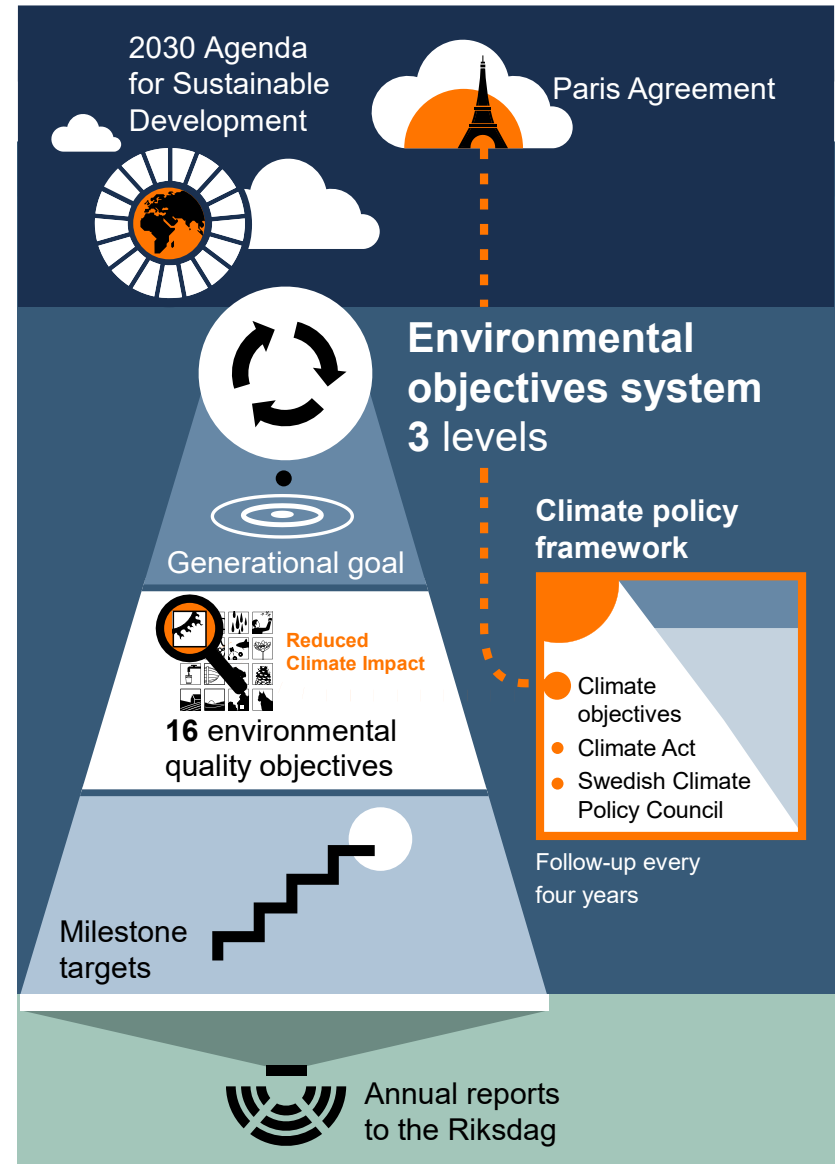 2030 Agenda
for Sustainable
Development
Paris Agreement
Environmental
objectives system
3 levels
Generational goal
Reduced
Climate Impact
16 environmental
quality objectives
Milestone
targets
Climate policy
framework
Climate
objectives
Climate Act
Swedish Climate
Policy Council
Follow-up every
four years
Annual reports
to the Riksdag